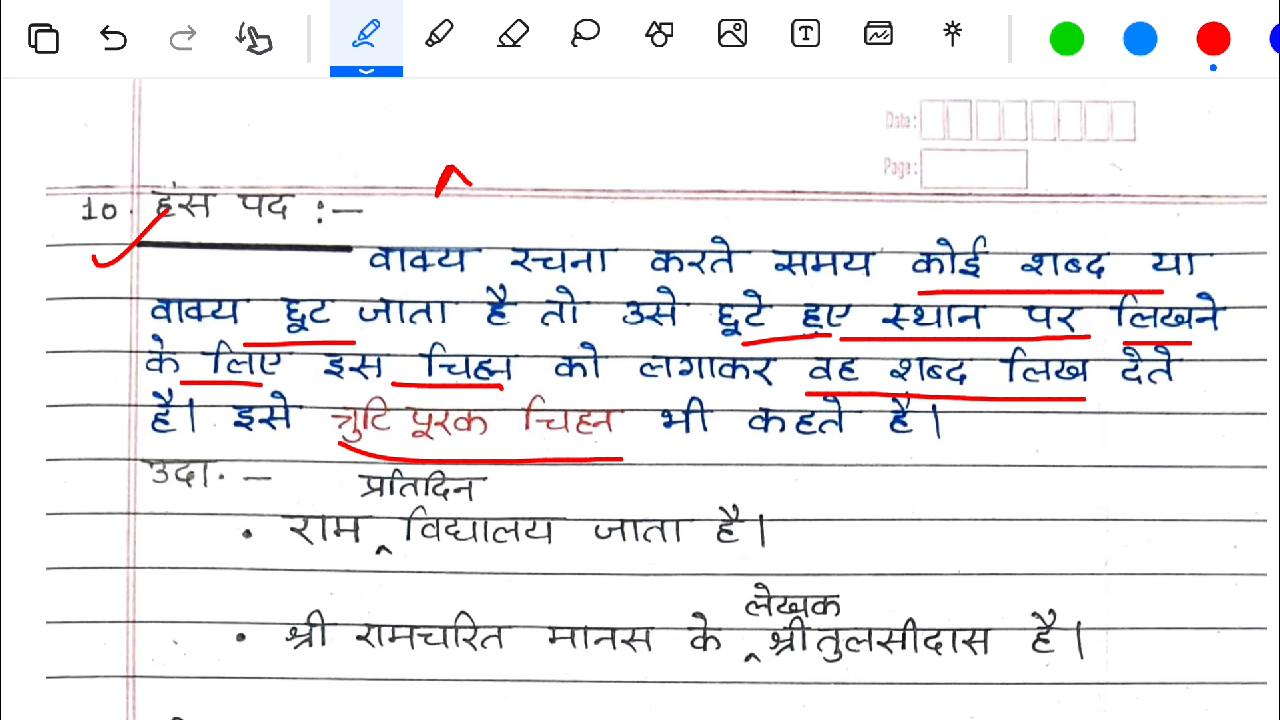 Date:
Page:
10. हंस पद :—
वाक्य रचना करते समय कोई शब्द या
वाक्य छूट जाता है तो उसे छूटे हुए स्थान पर लिखने
के लिए इस चिह्न को लगाकर वह शब्द लिख देते
है। इसे त्रुटि पूरक चिह्न भी कहते है।
उदा. —
प्रतिदिन
• राम ‸ विद्यालय जाता है।
लेखक
• श्री रामचरित मानस के ‸ श्रीतुलसीदास है।